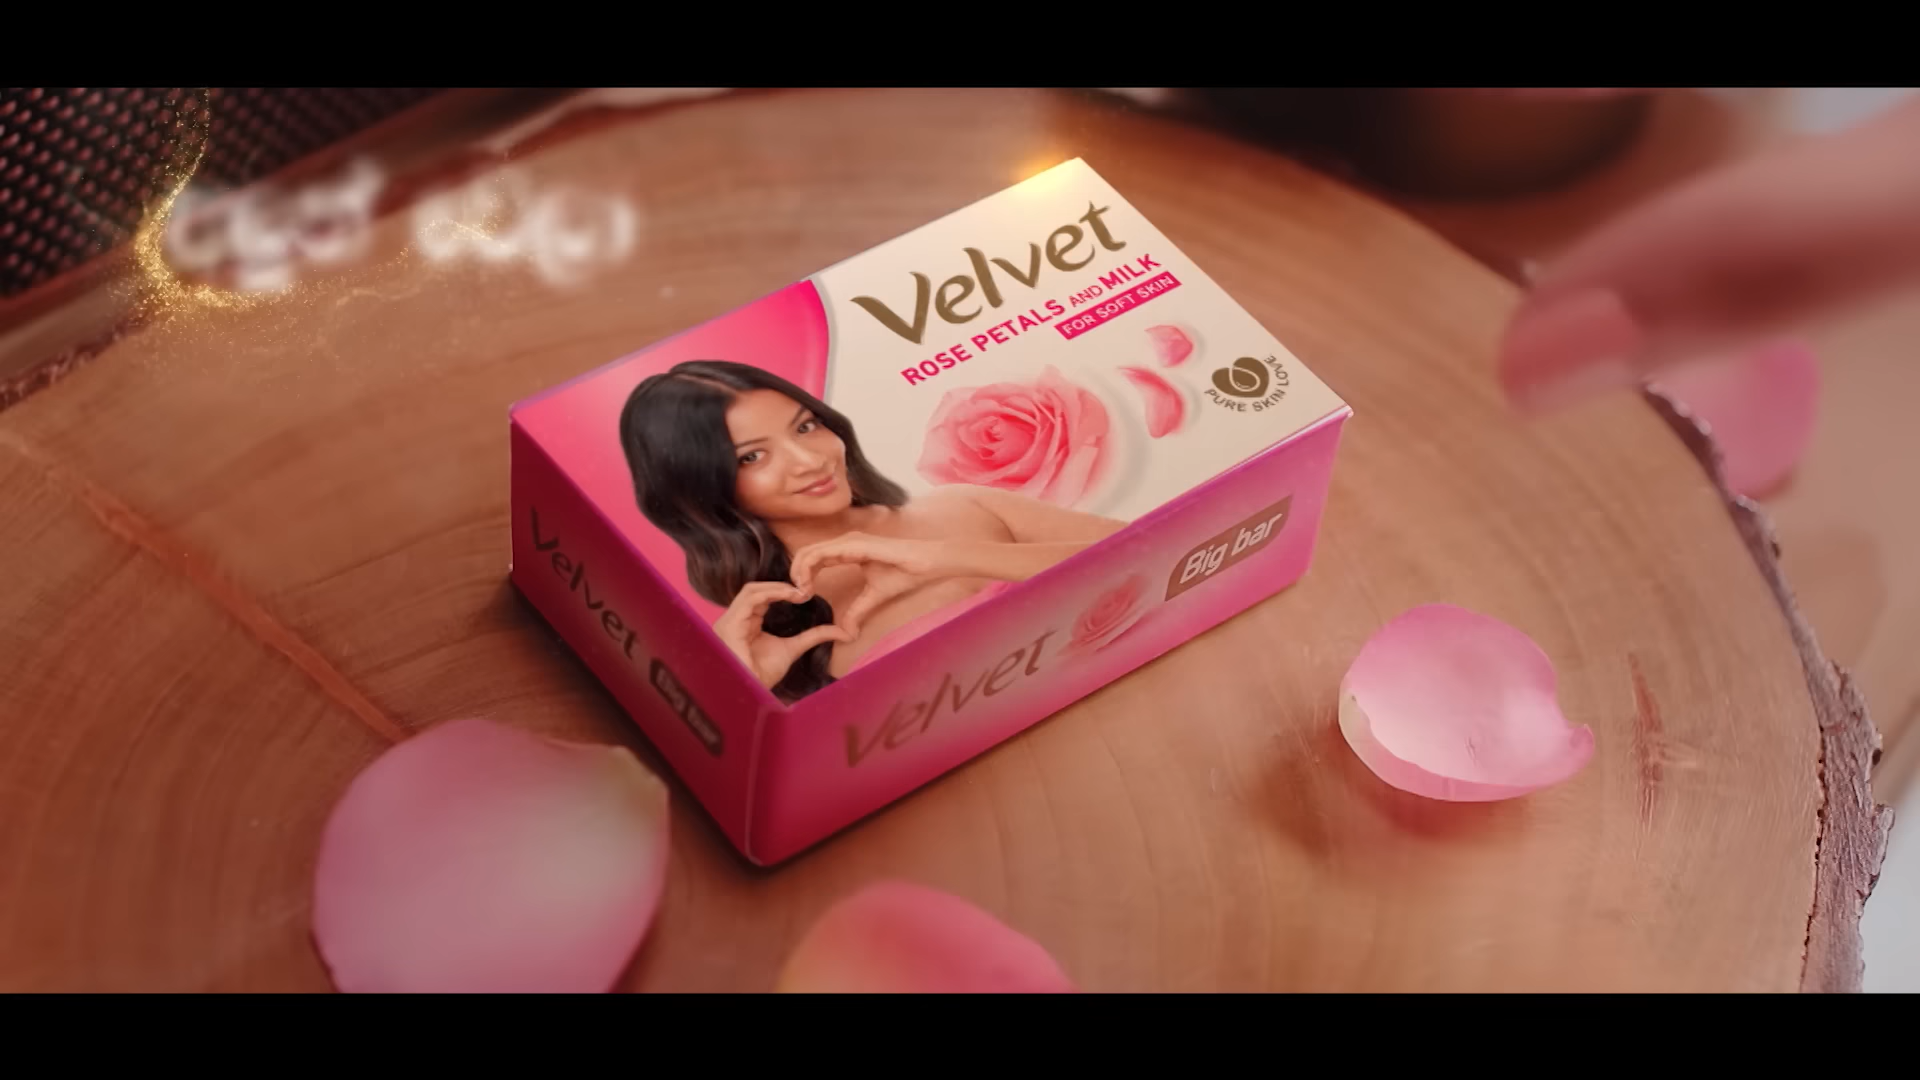 Velvet
ROSE PETALS AND MILK
FOR SOFT SKIN
PURE SKIN LOVE
Velvet
Big bar
Velvet
Big bar